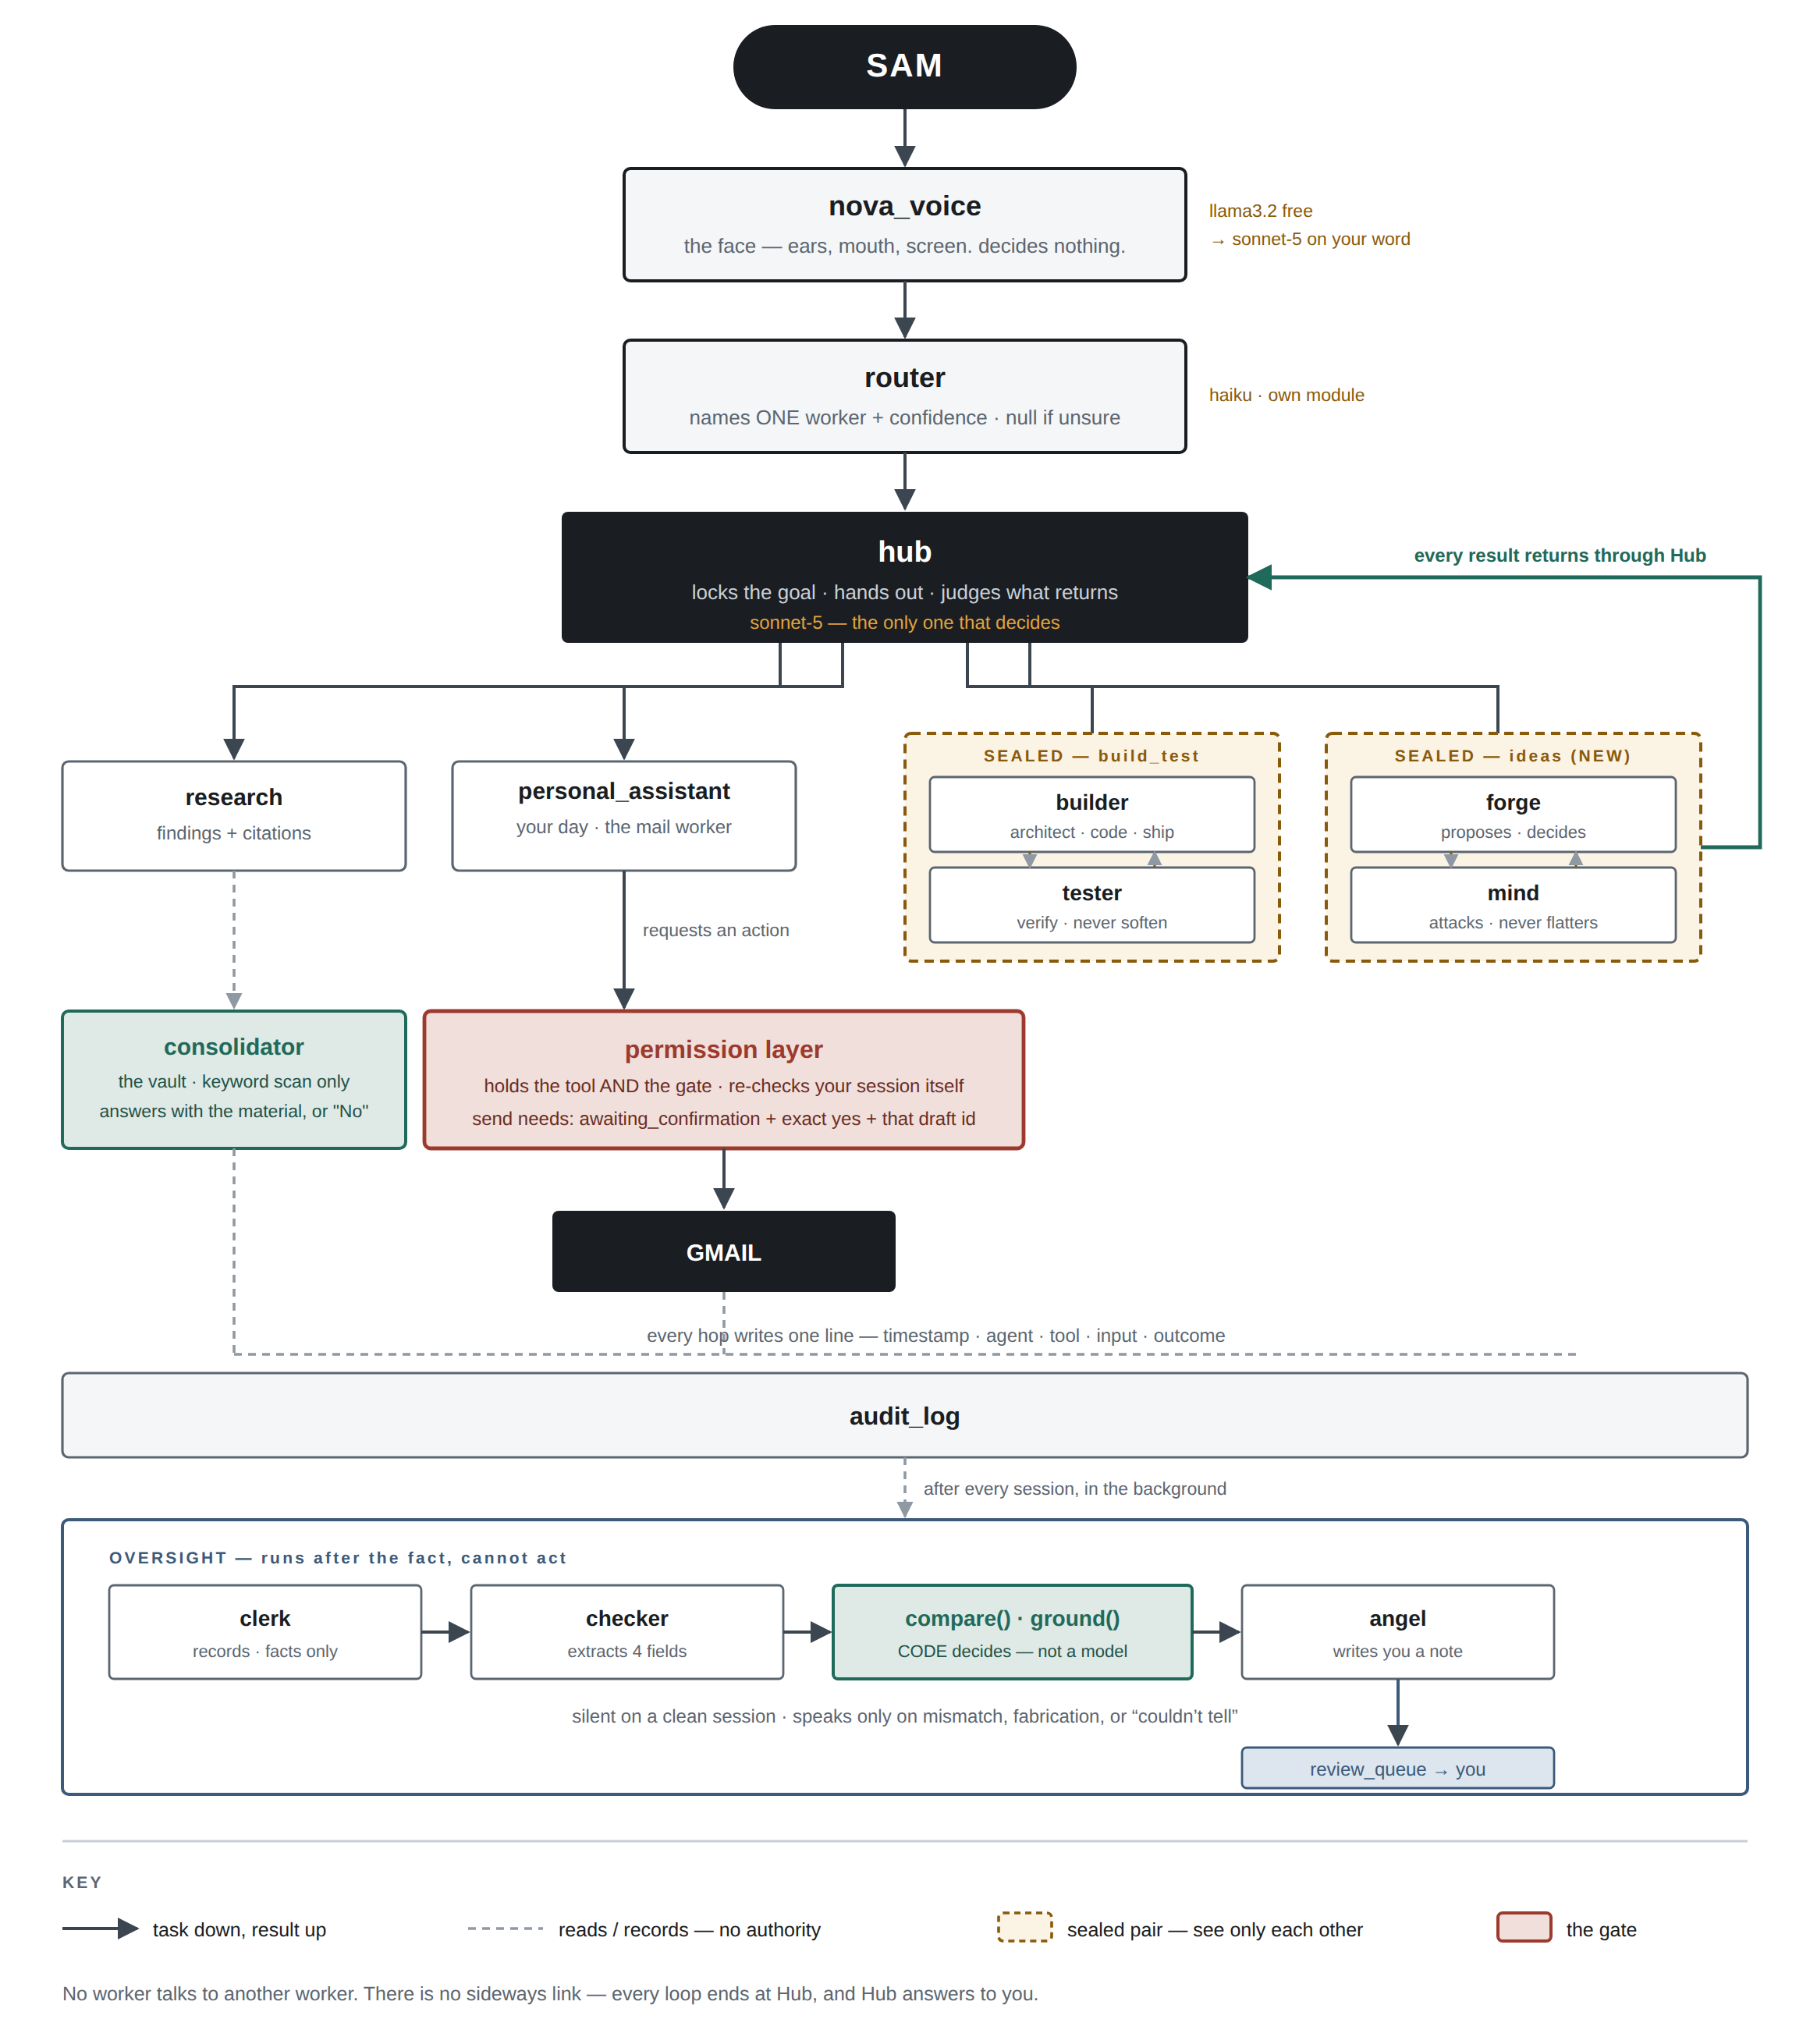 SAM
nova_voice
the face — ears, mouth, screen. decides nothing.
llama3.2 free
→ sonnet-5 on your word
router
names ONE worker + confidence · null if unsure
haiku · own module
hub
locks the goal · hands out · judges what returns
sonnet-5 — the only one that decides
every result returns through Hub
research
findings + citations
personal_assistant
your day · the mail worker
SEALED — build_test
builder
architect · code · ship
tester
verify · never soften
SEALED — ideas (NEW)
forge
proposes · decides
mind
attacks · never flatters
requests an action
consolidator
the vault · keyword scan only
answers with the material, or "No"
permission layer
holds the tool AND the gate · re-checks your session itself
send needs: awaiting_confirmation + exact yes + that draft id
GMAIL
every hop writes one line — timestamp · agent · tool · input · outcome
audit_log
after every session, in the background
OVERSIGHT — runs after the fact, cannot act
clerk
records · facts only
checker
extracts 4 fields
compare() · ground()
CODE decides — not a model
angel
writes you a note
silent on a clean session · speaks only on mismatch, fabrication, or “couldn’t tell”
review_queue → you
KEY
task down, result up
reads / records — no authority
sealed pair — see only each other
the gate
No worker talks to another worker. There is no sideways link — every loop ends at Hub, and Hub answers to you.